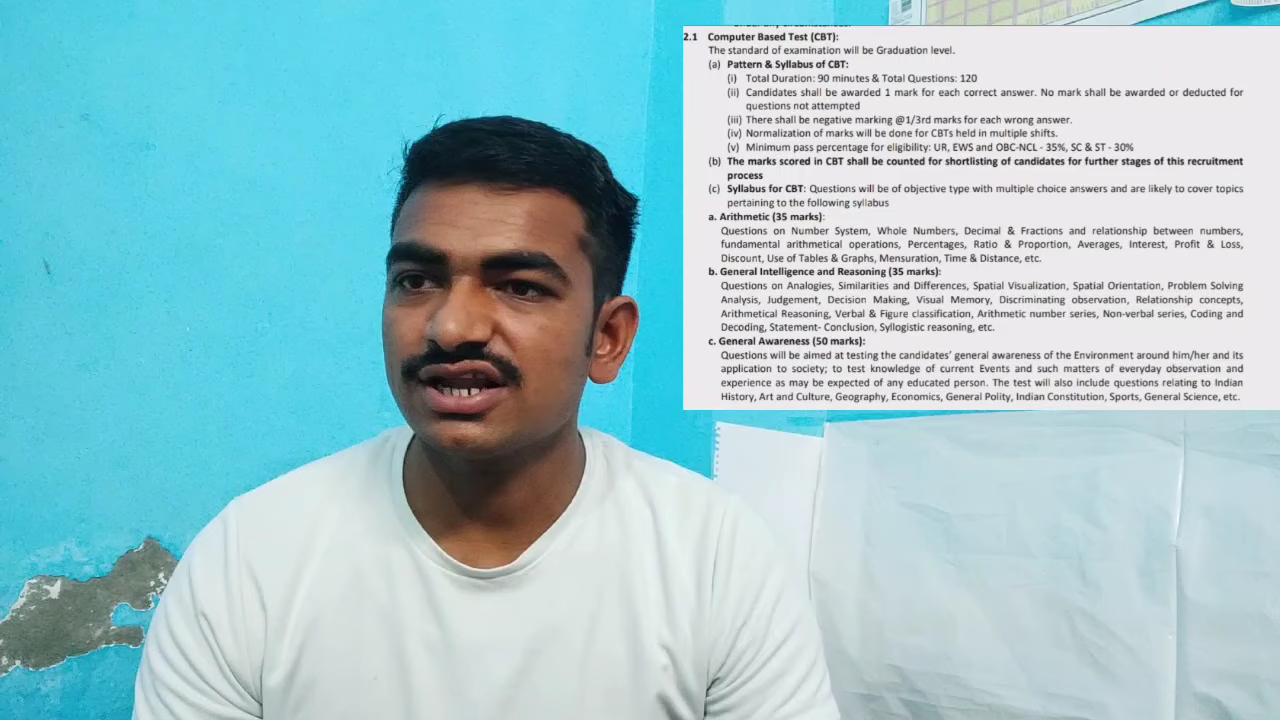 2.1 Computer Based Test (CBT):
The standard of examination will be Graduation level.
(a) Pattern & Syllabus of CBT:
(i) Total Duration: 90 minutes & Total Questions: 120
(ii) Candidates shall be awarded 1 mark for each correct answer. No mark shall be awarded or deducted for
questions not attempted
(iii) There shall be negative marking @1/3rd marks for each wrong answer.
(iv) Normalization of marks will be done for CBTs held in multiple shifts.
(v) Minimum pass percentage for eligibility: UR, EWS and OBC-NCL - 35%, SC & ST - 30%
(b) The marks scored in CBT shall be counted for shortlisting of candidates for further stages of this recruitment
process
(c) Syllabus for CBT: Questions will be of objective type with multiple choice answers and are likely to cover topics
pertaining to the following syllabus
a. Arithmetic (35 marks):
Questions on Number System, Whole Numbers, Decimal & Fractions and relationship between numbers,
fundamental arithmetical operations, Percentages, Ratio & Proportion, Averages, Interest, Profit & Loss,
Discount, Use of Tables & Graphs, Mensuration, Time & Distance, etc.
b. General Intelligence and Reasoning (35 marks):
Questions on Analogies, Similarities and Differences, Spatial Visualization, Spatial Orientation, Problem Solving
Analysis, Judgement, Decision Making, Visual Memory, Discriminating observation, Relationship concepts,
Arithmetical Reasoning, Verbal & Figure classification, Arithmetic number series, Non-verbal series, Coding and
Decoding, Statement- Conclusion, Syllogistic reasoning, etc.
c. General Awareness (50 marks):
Questions will be aimed at testing the candidates' general awareness of the Environment around him/her and its
application to society; to test knowledge of current Events and such matters of everyday observation and
experience as may be expected of any educated person. The test will also include questions relating to Indian
History, Art and Culture, Geography, Economics, General Polity, Indian Constitution, Sports, General Science, etc.